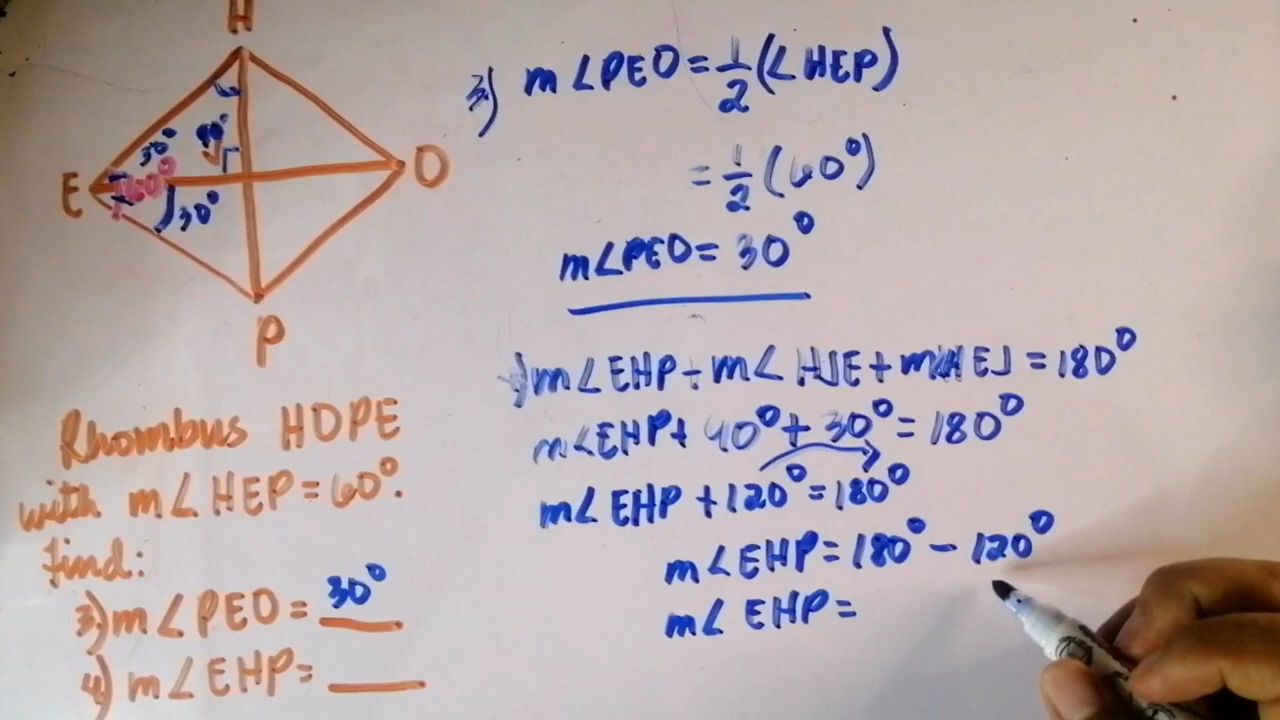 H
E
O
P
J
30°
90°
60°
30°
Rhombus HOPE
with m∠HEP=60°.
Find:
3.) m∠PEO = 30°
4.) m∠EHP=
3.) m∠PEO = 1/2 (∠HEP)
= 1/2 (60°)
m∠PEO = 30°
m∠EHP + m∠HJE + m∠HEJ = 180°
m∠EHP + 90° + 30° = 180°
m∠EHP + 120° = 180°
m∠EHP = 180° - 120°
m∠EHP =